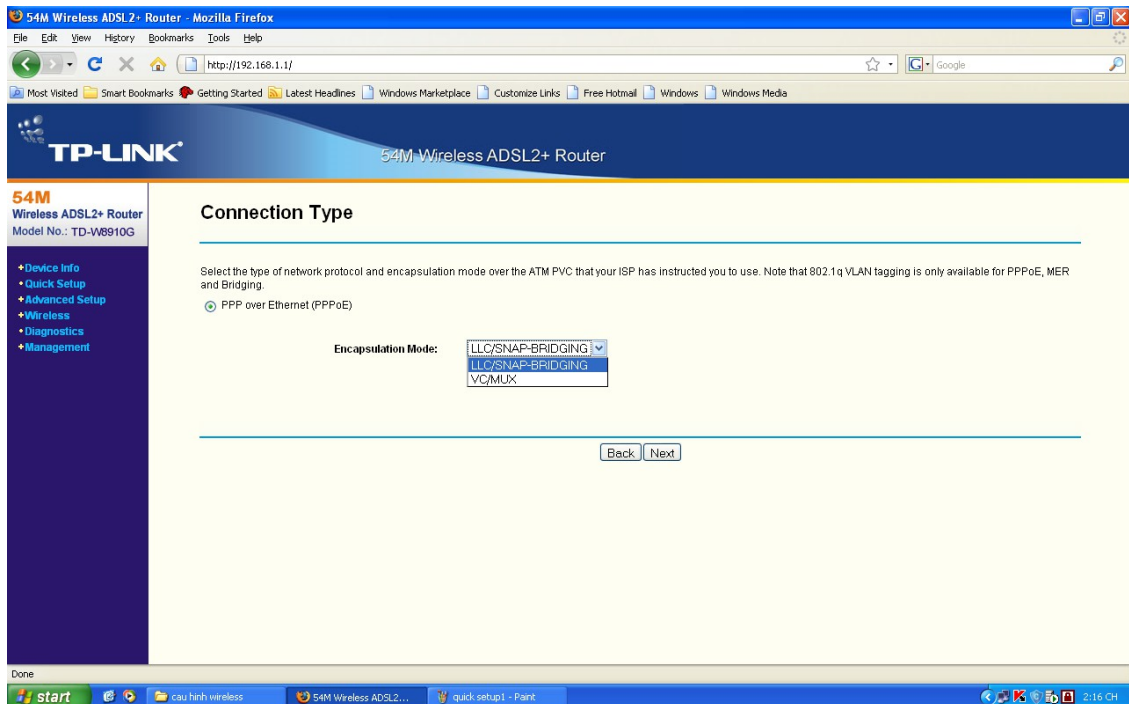 54M Wireless ADSL2+ Router - Mozilla Firefox
File Edit View History Bookmarks Tools Help
http://192.168.1.1/
Google
Most Visited Smart Bookmarks Getting Started Latest Headlines Windows Marketplace Customize Links Free Hotmail Windows Windows Media
TP-LINK
54M Wireless ADSL2+ Router
54M
Wireless ADSL2+ Router
Model No.: TD-W8910G
Connection Type
+Device Info
•Quick Setup
+Advanced Setup
+Wireless
•Diagnostics
+Management
Select the type of network protocol and encapsulation mode over the ATM PVC that your ISP has instructed you to use. Note that 802.1q VLAN tagging is only available for PPPoE, MER
and Bridging.
PPP over Ethernet (PPPoE)
Encapsulation Mode: LLC/SNAP-BRIDGING
LLC/SNAP-BRIDGING
VC/MUX
Back Next
Done
start cau hinh wireless 54M Wireless ADSL2... quick setup1 - Paint 2:16 CH